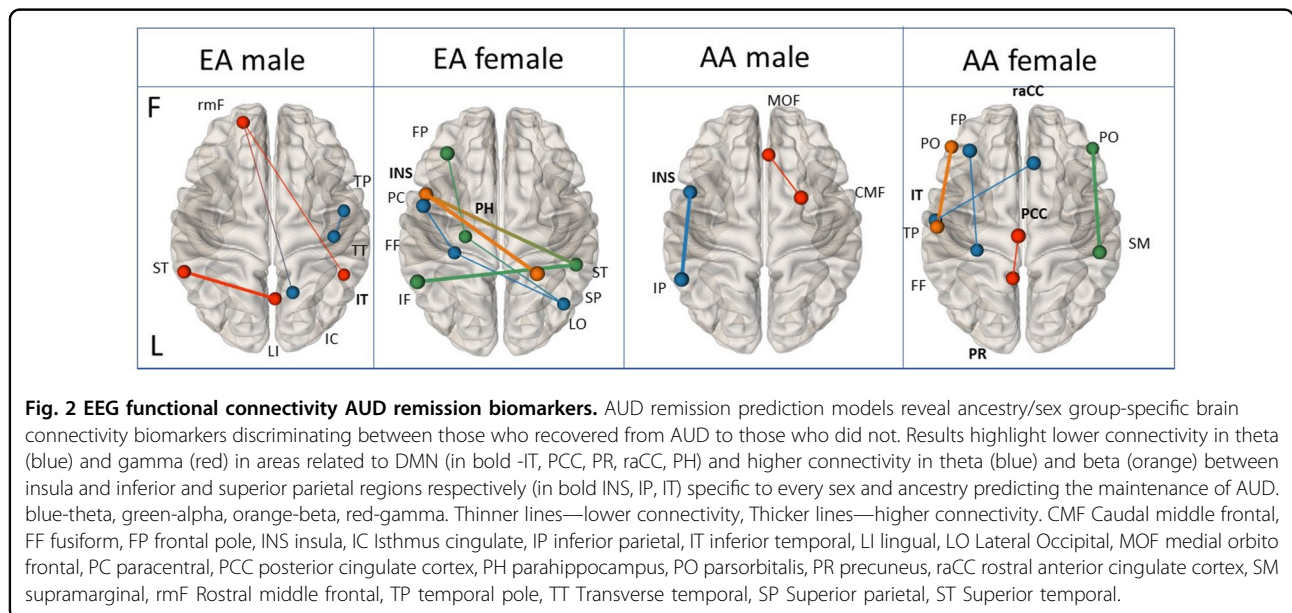 EA male EA female AA male AA female
F
rmF
TP
TT
ST
IT
L
LI
IC
FP
INS
PC
PH
FF
ST
IF
SP
LO
MOF
INS
CMF
IP
raCC
FP
PO
PO
IT
PCC
TP
SM
FF
PR
Fig. 2 EEG functional connectivity AUD remission biomarkers. AUD remission prediction models reveal ancestry/sex group-specific brain
connectivity biomarkers discriminating between those who recovered from AUD to those who did not. Results highlight lower connectivity in theta
(blue) and gamma (red) in areas related to DMN (in bold -IT, PCC, PR, raCC, PH) and higher connectivity in theta (blue) and beta (orange) between
insula and inferior and superior parietal regions respectively (in bold INS, IP, IT) specific to every sex and ancestry predicting the maintenance of AUD.
blue-theta, green-alpha, orange-beta, red-gamma. Thinner lines—lower connectivity, Thicker lines—higher connectivity. CMF Caudal middle frontal,
FF fusiform, FP frontal pole, INS insula, IC Isthmus cingulate, IP inferior parietal, IT inferior temporal, LI lingual, LO Lateral Occipital, MOF medial orbito
frontal, PC paracentral, PCC posterior cingulate cortex, PH parahippocampus, PO parsorbitalis, PR precuneus, raCC rostral anterior cingulate cortex, SM
supramarginal, rmF Rostral middle frontal, TP temporal pole, TT Transverse temporal, SP Superior parietal, ST Superior temporal.